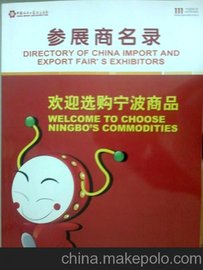 111
参展商名录
DIRECTORY OF CHINA IMPORT AND
EXPORT FAIR'S EXHIBITORS
欢迎选购宁波商品
WELCOME TO CHOOSE
NINGBO'S COMMODITIES
china.makepolo.com